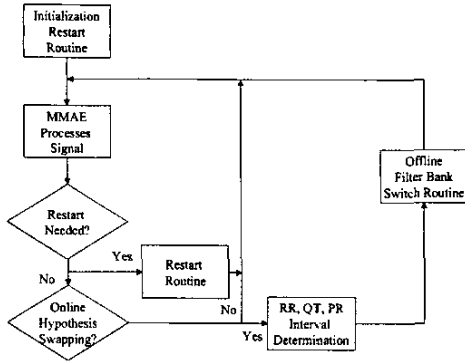 Initialization
Restart
Routine
MMAE
Processes
Signal
Offline
Filter Bank
Switch Routine
Restart
Needed?
Yes
Restart
Routine
No
No
Online
Hypothesis
Swapping?
Yes
RR, QT, PR
Interval
Determination